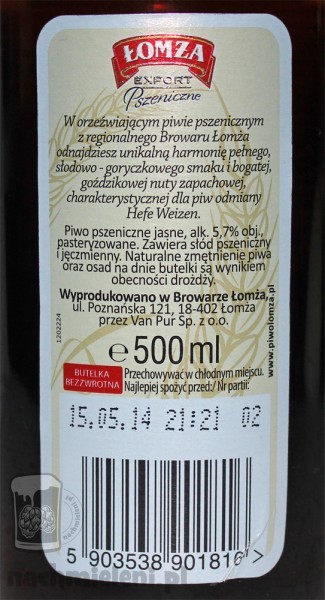 ŁOMŻA
EXPORT
Pszeniczne
W orzeźwiającym piwie pszenicznym
z regionalnego Browaru Łomża
odnajdziesz unikalną harmonię pełnego,
słodowo - goryczkowego smaku i bogatej,
goździkowej nuty zapachowej,
charakterystycznej dla piw odmiany
Hefe Weizen.
Piwo pszeniczne jasne, alk. 5,7% obj.,
pasteryzowane. Zawiera słód pszeniczny
i jęczmienny. Naturalne zmętnienie piwa
oraz osad na dnie butelki są wynikiem
obecności drożdży.
Wyprodukowano w Browarze Łomża,
ul. Poznańska 121, 18-402 Łomża
przez Van Pur Sp. z o.o.
1202224
www.piwolomza.pl
℮ 500 ml
BUTELKA
BEZZWROTNA
Przechowywać w chłodnym miejscu.
Najlepiej spożyć przed:/ Nr partii:
15.05.14 21:21 02
5 903538 901816 >
nachmieleni.pl